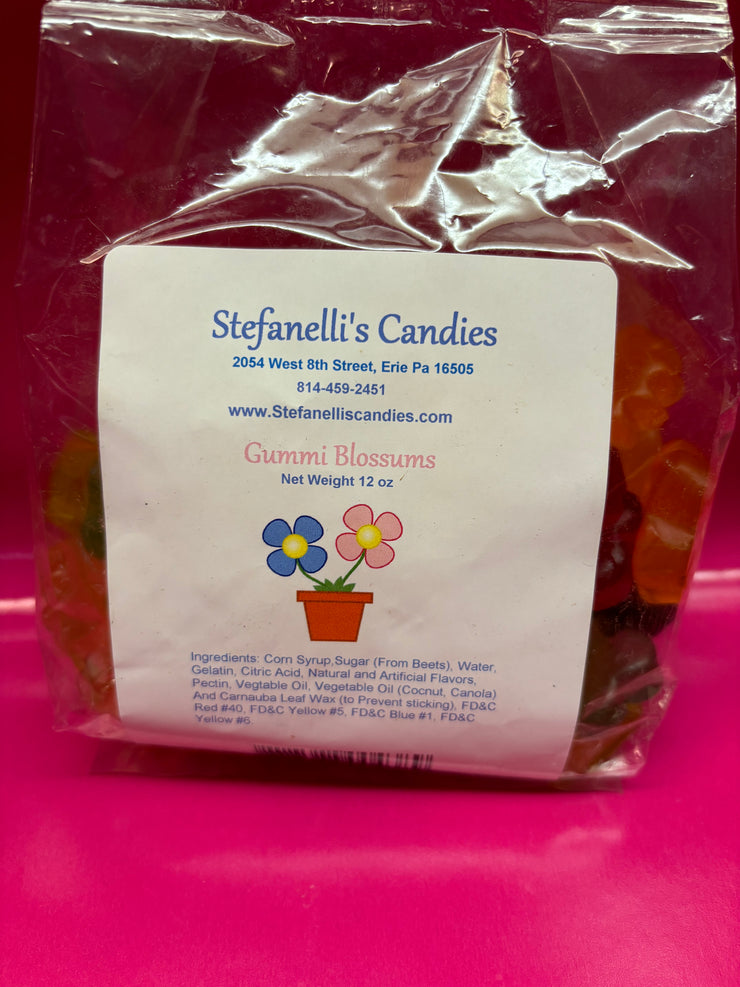 Stefanelli's Candies
2054 West 8th Street, Erie Pa 16505
814-459-2451
www.Stefanelliscandies.com
Gummi Blossums
Net Weight 12 oz
Ingredients: Corn Syrup,Sugar (From Beets), Water,
Gelatin, Citric Acid, Natural and Artificial Flavors,
Pectin, Vegtable Oil, Vegetable Oil (Cocnut, Canola)
And Carnauba Leaf Wax (to Prevent sticking), FD&C
Red #40, FD&C Yellow #5, FD&C Blue #1, FD&C
Yellow #6.